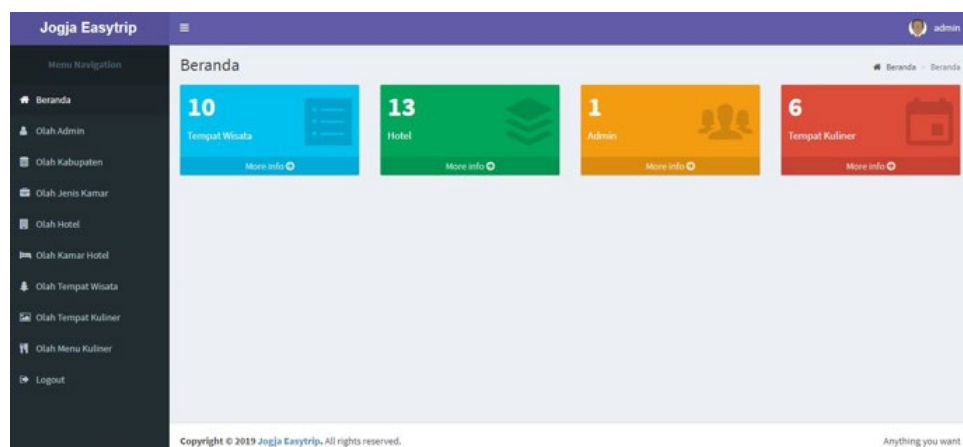 Jogja Easytrip
admin
Menu Navigation
Beranda
Beranda > Beranda
Beranda
Olah Admin
Olah Kabupaten
Olah Jenis Kamar
Olah Hotel
Olah Kamar Hotel
Olah Tempat Wisata
Olah Tempat Kuliner
Olah Menu Kuliner
Logout
10
Tempat Wisata
More info
13
Hotel
More info
1
Admin
More info
6
Tempat Kuliner
More info
Copyright © 2019 Jogja Easytrip. All rights reserved.
Anything you want